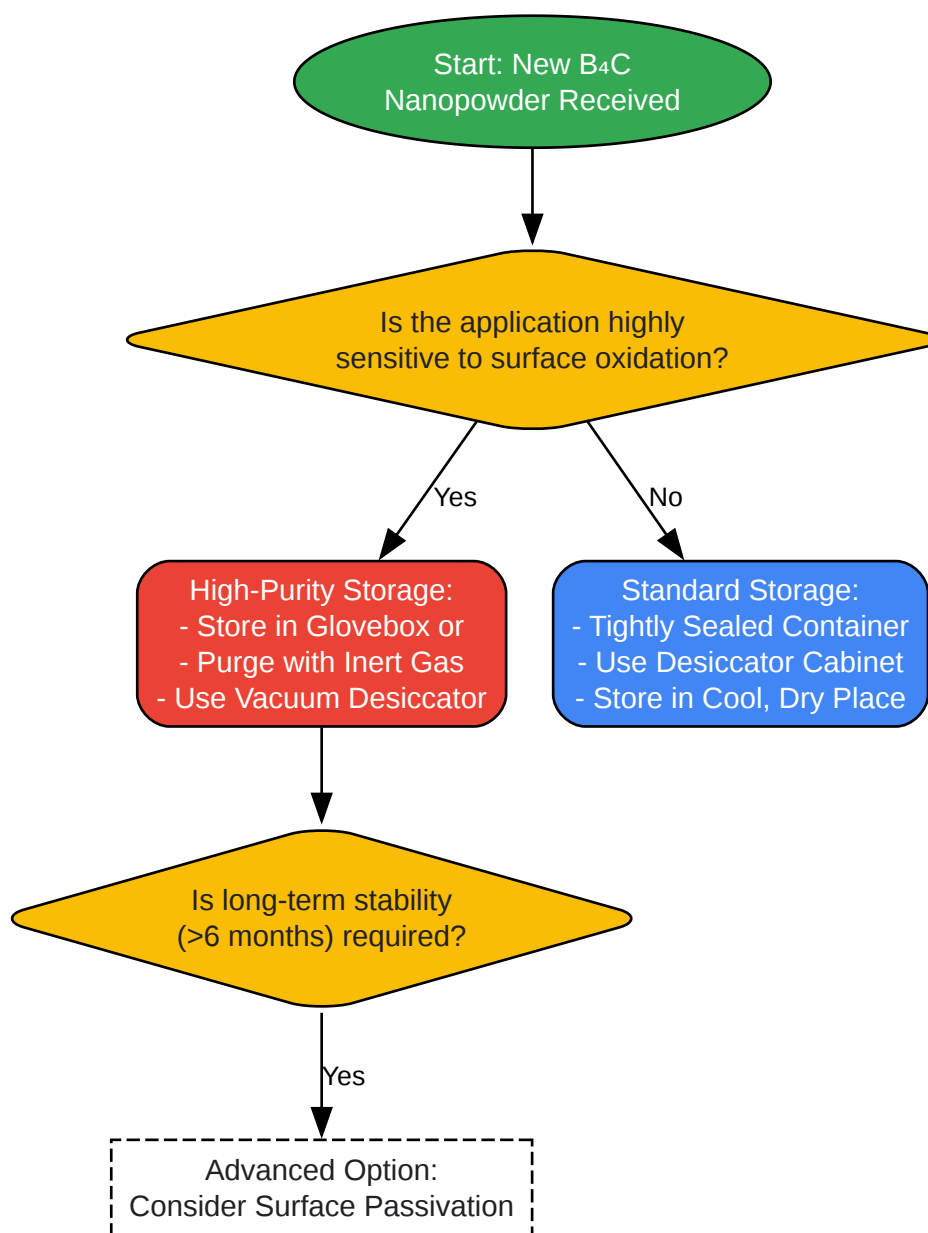 Start: New B₄C
Nanopowder Received
Is the application highly
sensitive to surface oxidation?
Yes
No
High-Purity Storage:
- Store in Glovebox or
- Purge with Inert Gas
- Use Vacuum Desiccator
Standard Storage:
- Tightly Sealed Container
- Use Desiccator Cabinet
- Store in Cool, Dry Place
Is long-term stability
(>6 months) required?
Yes
Advanced Option:
Consider Surface Passivation